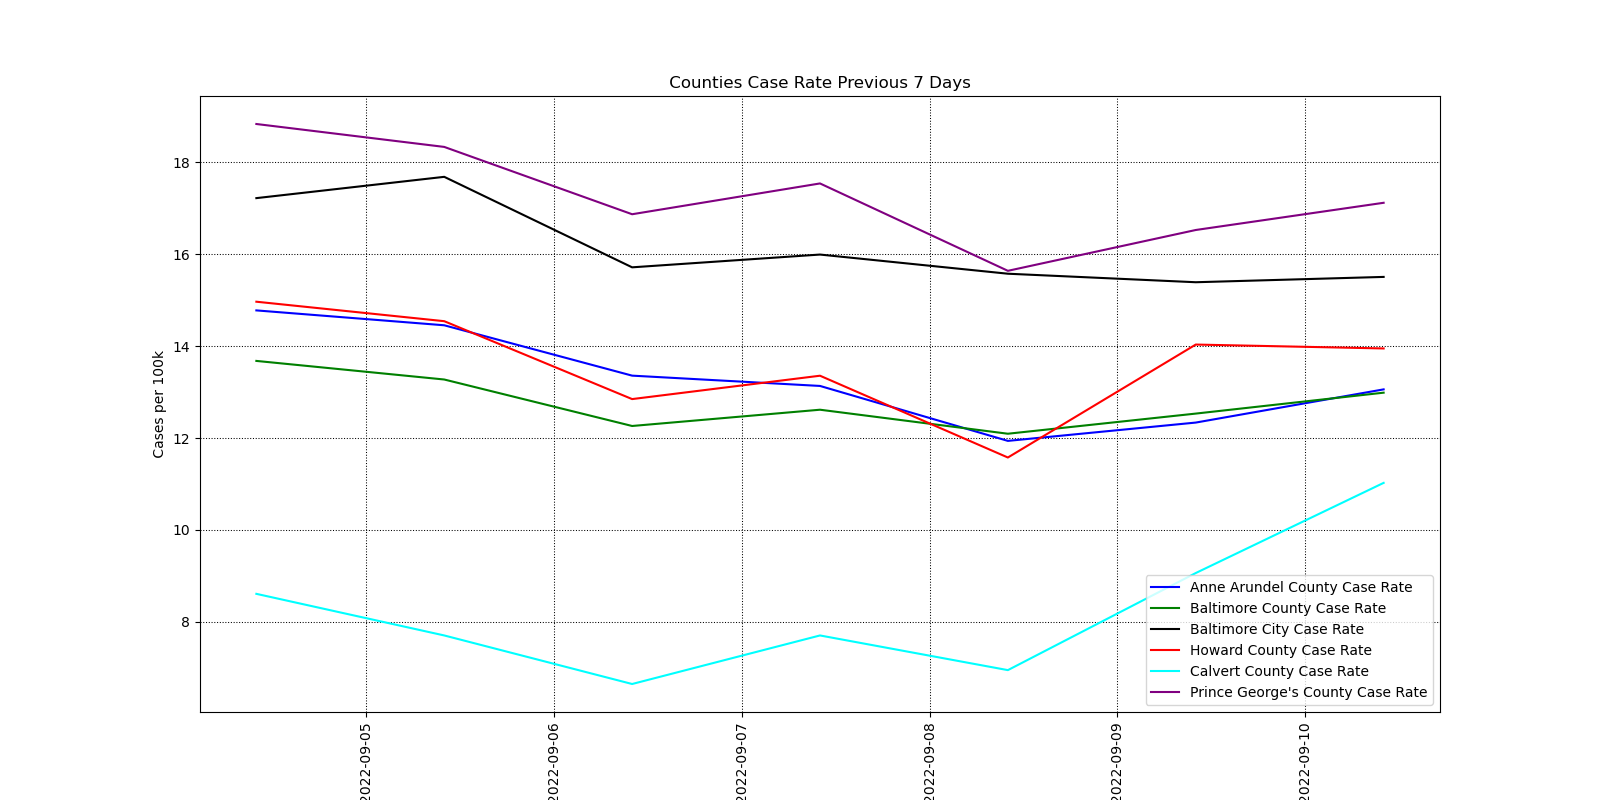 Counties Case Rate Previous 7 Days
Cases per 100k
18
16
14
12
10
8
Anne Arundel County Case Rate
Baltimore County Case Rate
Baltimore City Case Rate
Howard County Case Rate
Calvert County Case Rate
Prince George's County Case Rate
2022-09-05
2022-09-06
2022-09-07
2022-09-08
2022-09-09
2022-09-10